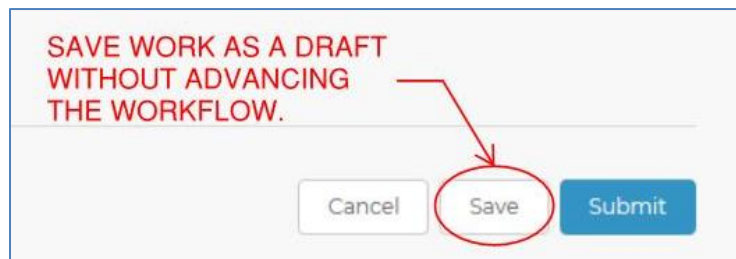 SAVE WORK AS A DRAFT
WITHOUT ADVANCING
THE WORKFLOW.
Cancel Save Submit